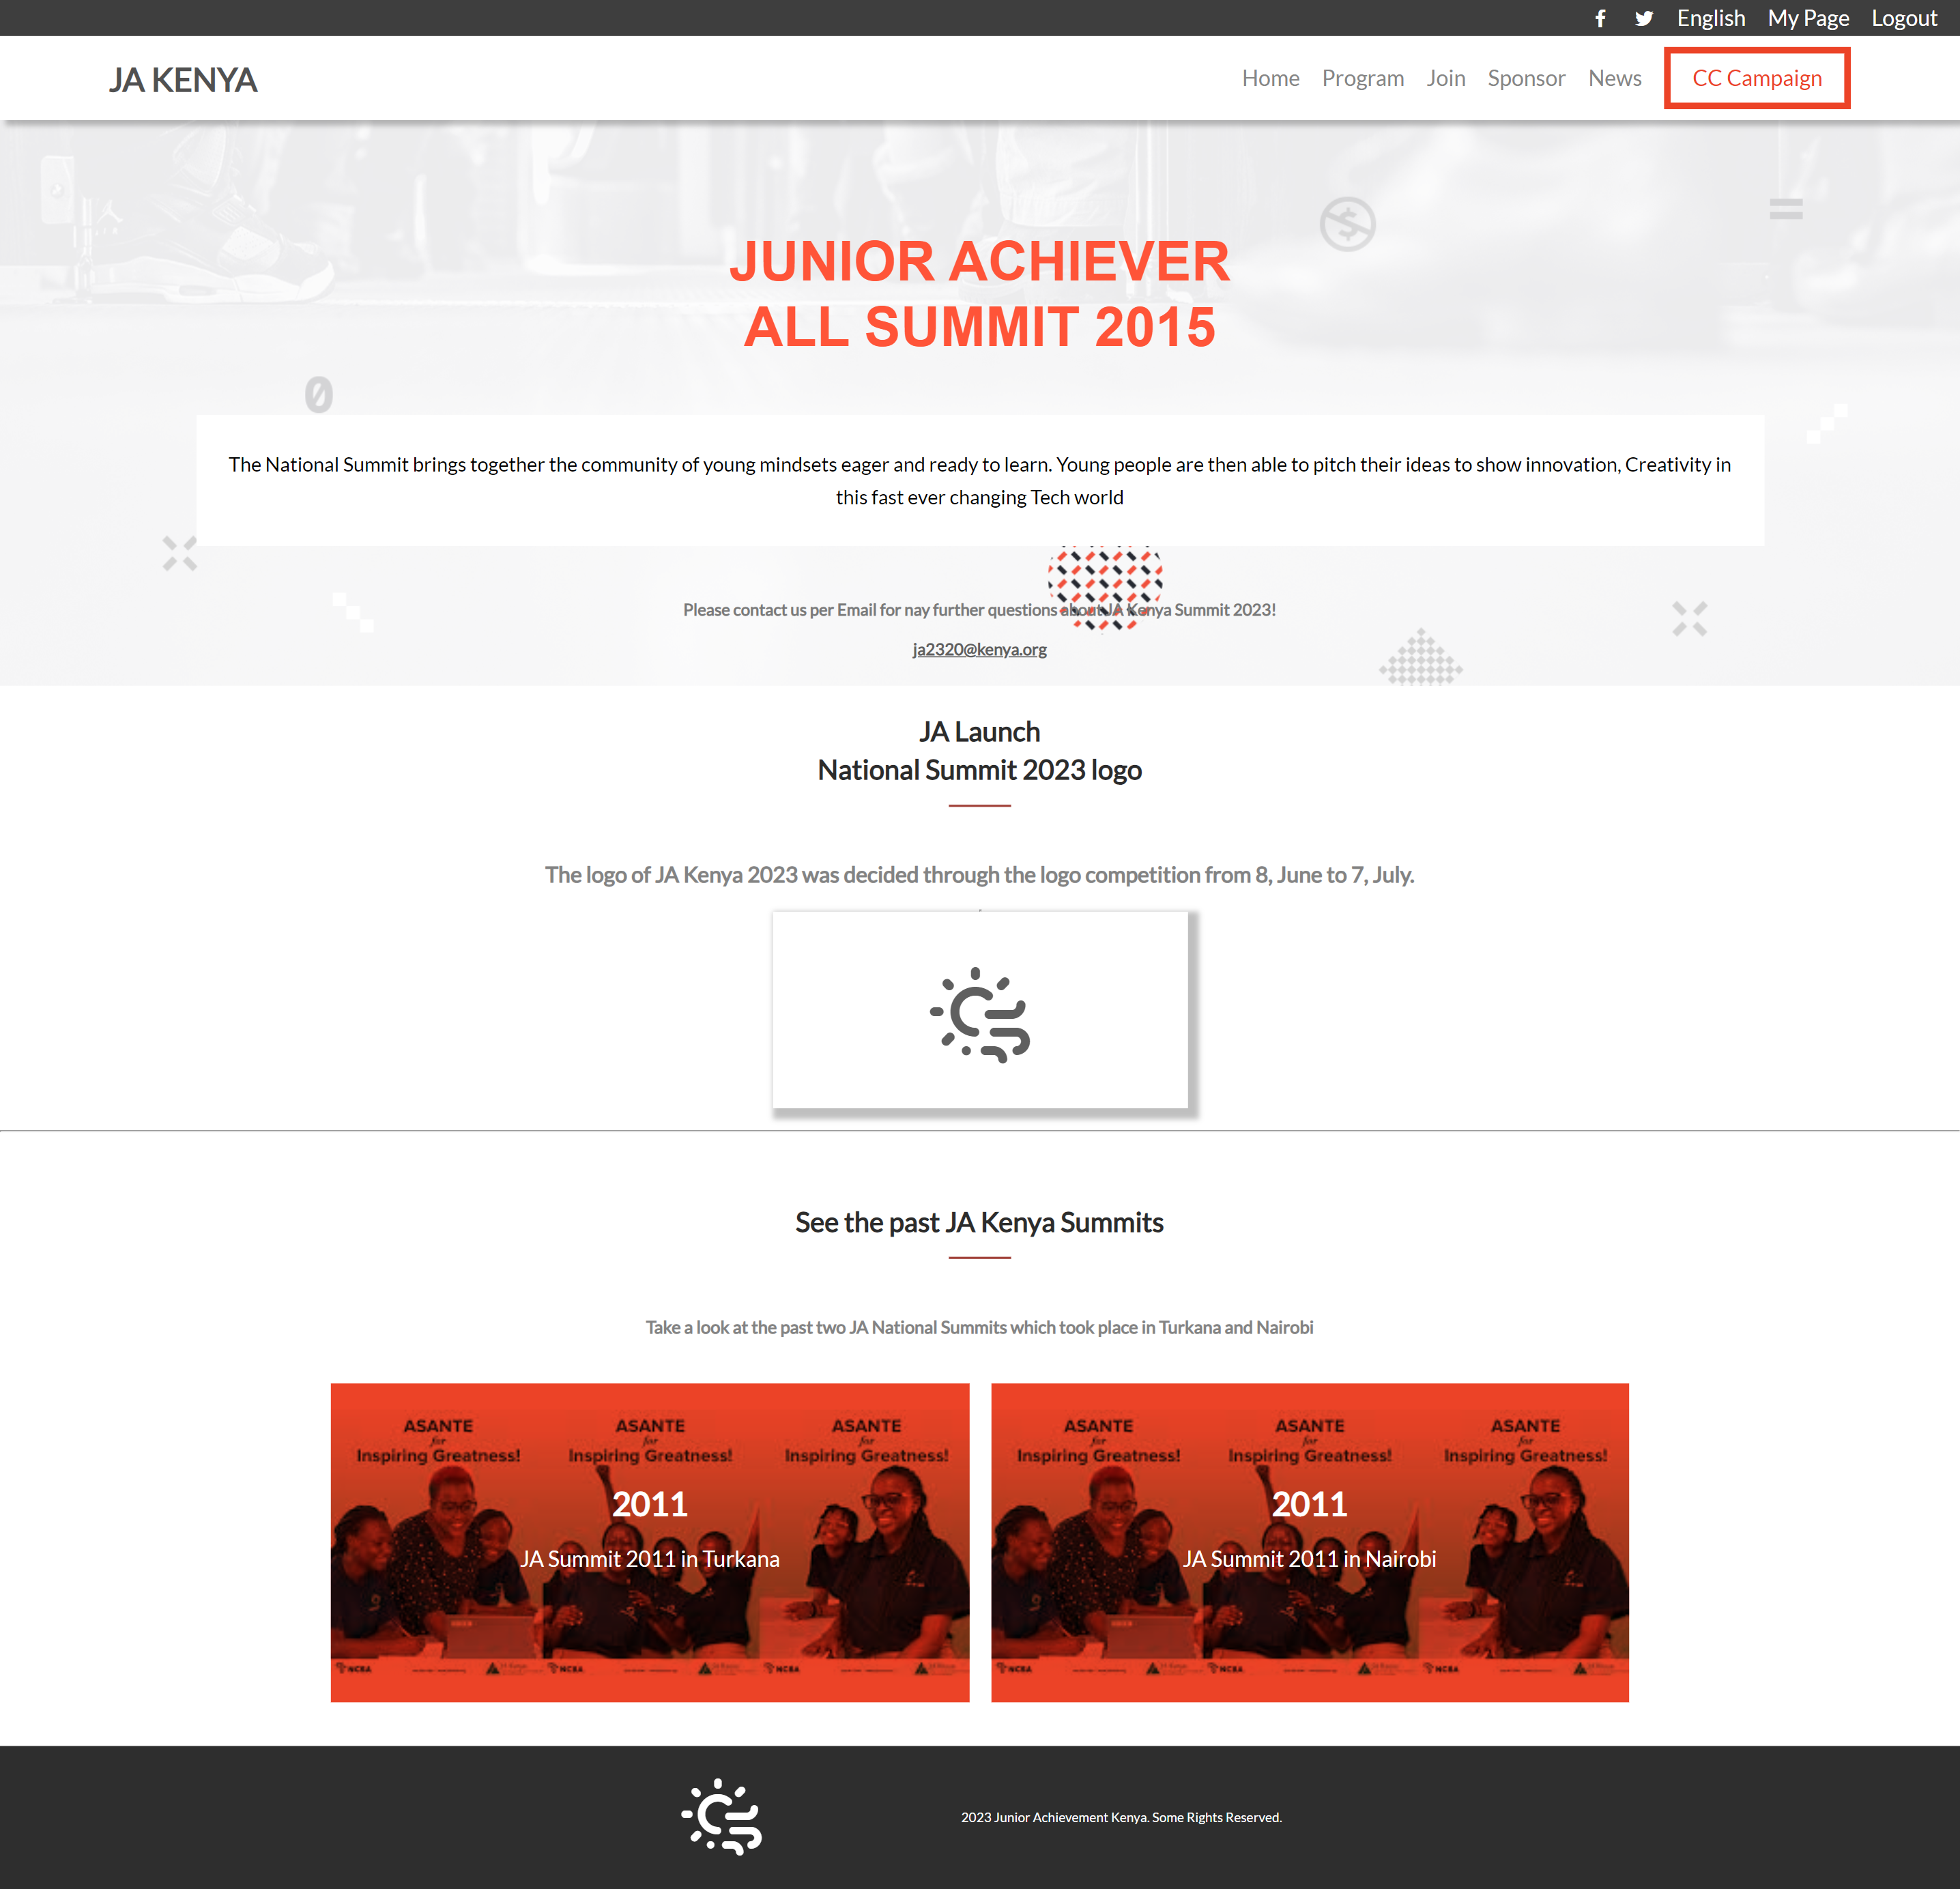 English My Page Logout
JA KENYA
Home Program Join Sponsor News CC Campaign
JUNIOR ACHIEVER
ALL SUMMIT 2015
0
The National Summit brings together the community of young mindsets eager and ready to learn. Young people are then able to pitch their ideas to show innovation, Creativity in
this fast ever changing Tech world
Please contact us per Email for nay further questions about JA Kenya Summit 2023!
ja2320@kenya.org
JA Launch
National Summit 2023 logo
The logo of JA Kenya 2023 was decided through the logo competition from 8, June to 7, July.
See the past JA Kenya Summits
Take a look at the past two JA National Summits which took place in Turkana and Nairobi
ASANTE ASANTE ASANTE
for for for
Inspiring Greatness! Inspiring Greatness! Inspiring Greatness!
2011
JA Summit 2011 in Turkana
NCBA NCBA NCBA
ASANTE ASANTE ASANTE
for for for
Inspiring Greatness! Inspiring Greatness! Inspiring Greatness!
2011
JA Summit 2011 in Nairobi
NCBA NCBA NCBA
2023 Junior Achievement Kenya. Some Rights Reserved.